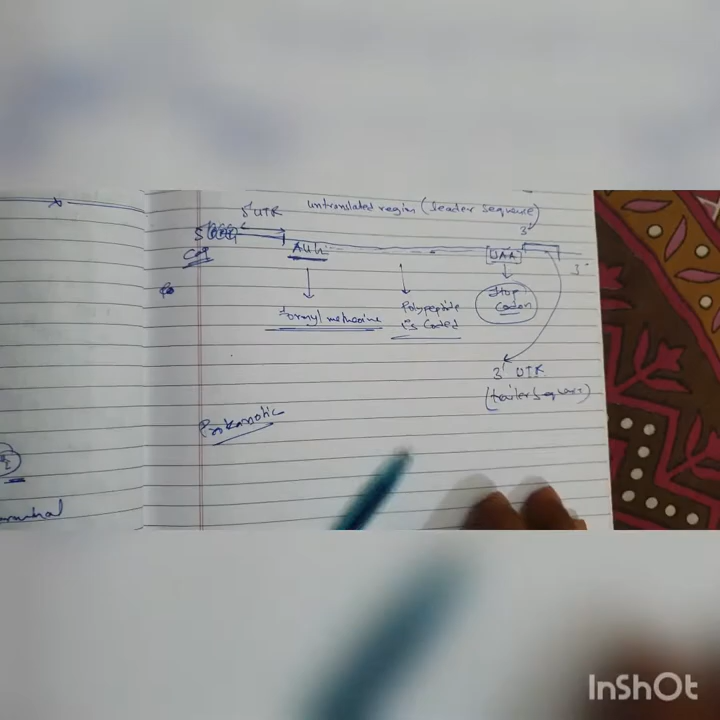 5' UTR untranslated region (leader sequence)
5' 3'
Cap AUG UAA 3'
formyl methionine Polypeptide Stop
is coded codon
3' UTR
(trailer sequence)
Prokaryotic
InShOt